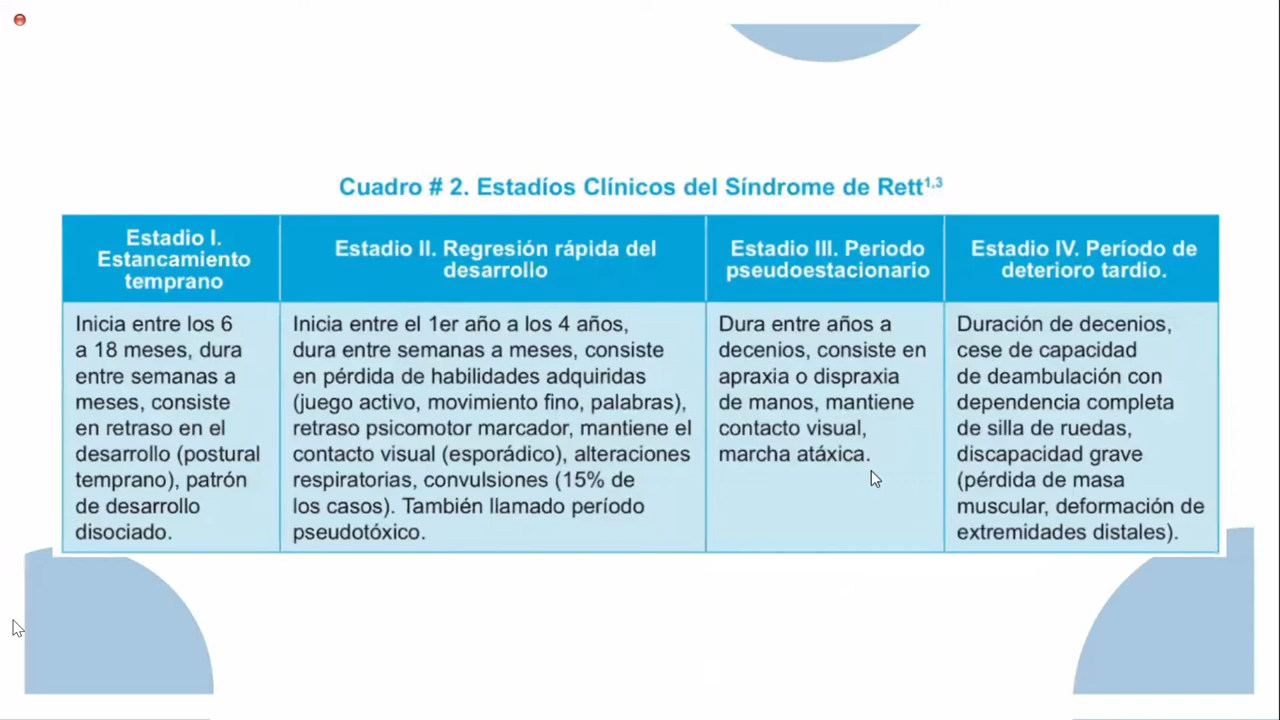 Cuadro # 2. Estadíos Clínicos del Síndrome de Rett1,3
Estadio I.
Estancamiento
temprano
Estadio II. Regresión rápida del
desarrollo
Estadio III. Periodo
pseudoestacionario
Estadio IV. Período de
deterioro tardio.
Inicia entre los 6
a 18 meses, dura
entre semanas a
meses, consiste
en retraso en el
desarrollo (postural
temprano), patrón
de desarrollo
disociado.
Inicia entre el 1er año a los 4 años,
dura entre semanas a meses, consiste
en pérdida de habilidades adquiridas
(juego activo, movimiento fino, palabras),
retraso psicomotor marcador, mantiene el
contacto visual (esporádico), alteraciones
respiratorias, convulsiones (15% de
los casos). También llamado período
pseudotóxico.
Dura entre años a
decenios, consiste en
apraxia o dispraxia
de manos, mantiene
contacto visual,
marcha atáxica.
Duración de decenios,
cese de capacidad
de deambulación con
dependencia completa
de silla de ruedas,
discapacidad grave
(pérdida de masa
muscular, deformación de
extremidades distales).